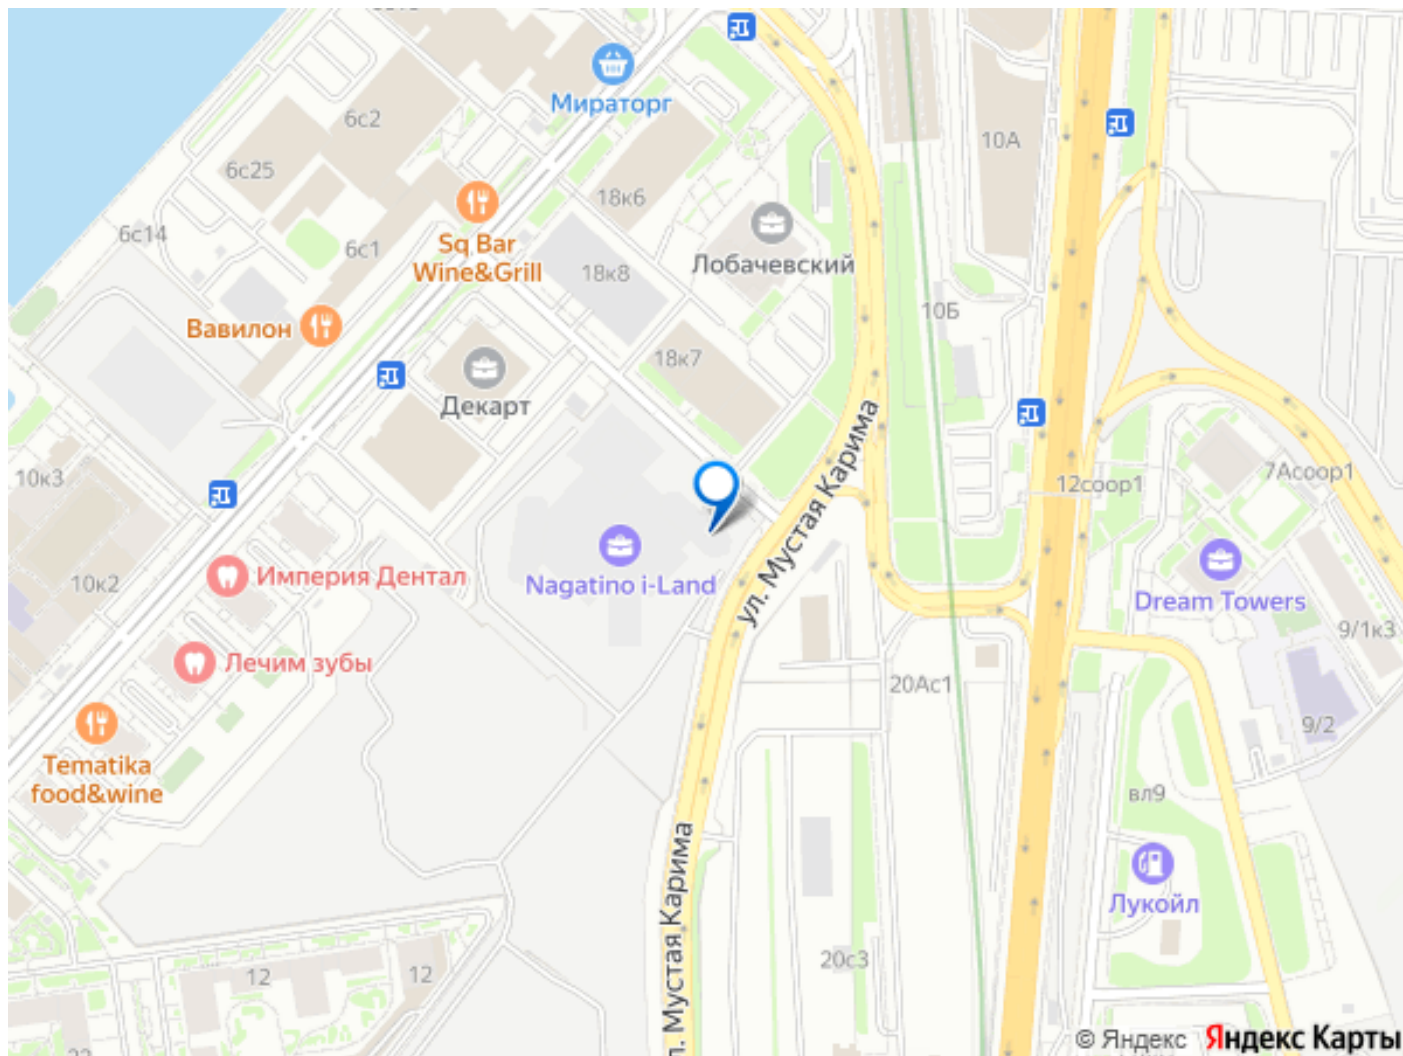 Мираторг
6с2
10А
6с25
18к6
6с14
6с1
Sq Bar
Wine&Grill
Лобачевский
18к8
10Б
Вавилон
18к7
Декарт
ул. Мустая Карима
10к3
12соор1
7Асоор1
Nagatino i-Land
10к2
Империя Дентал
Dream Towers
9/1к3
Лечим зубы
20Ас1
9/2
Tematika
food&wine
вл9
Лукойл
л. Мустая Карима
20с3
12
12
© Яндекс Яндекс Карты